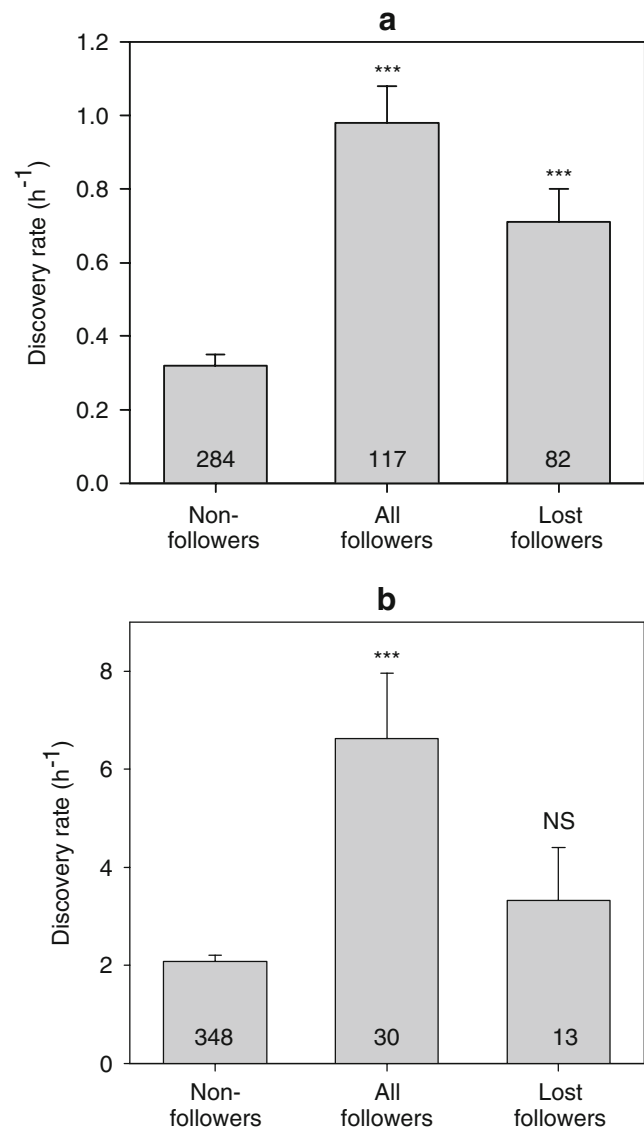 a
1.2
1.0
0.8
0.6
0.4
0.2
0.0
Discovery rate (h-1)
***
***
284
117
82
Non-
followers
All
followers
Lost
followers
b
8
6
4
2
0
Discovery rate (h-1)
***
NS
348
30
13
Non-
followers
All
followers
Lost
followers